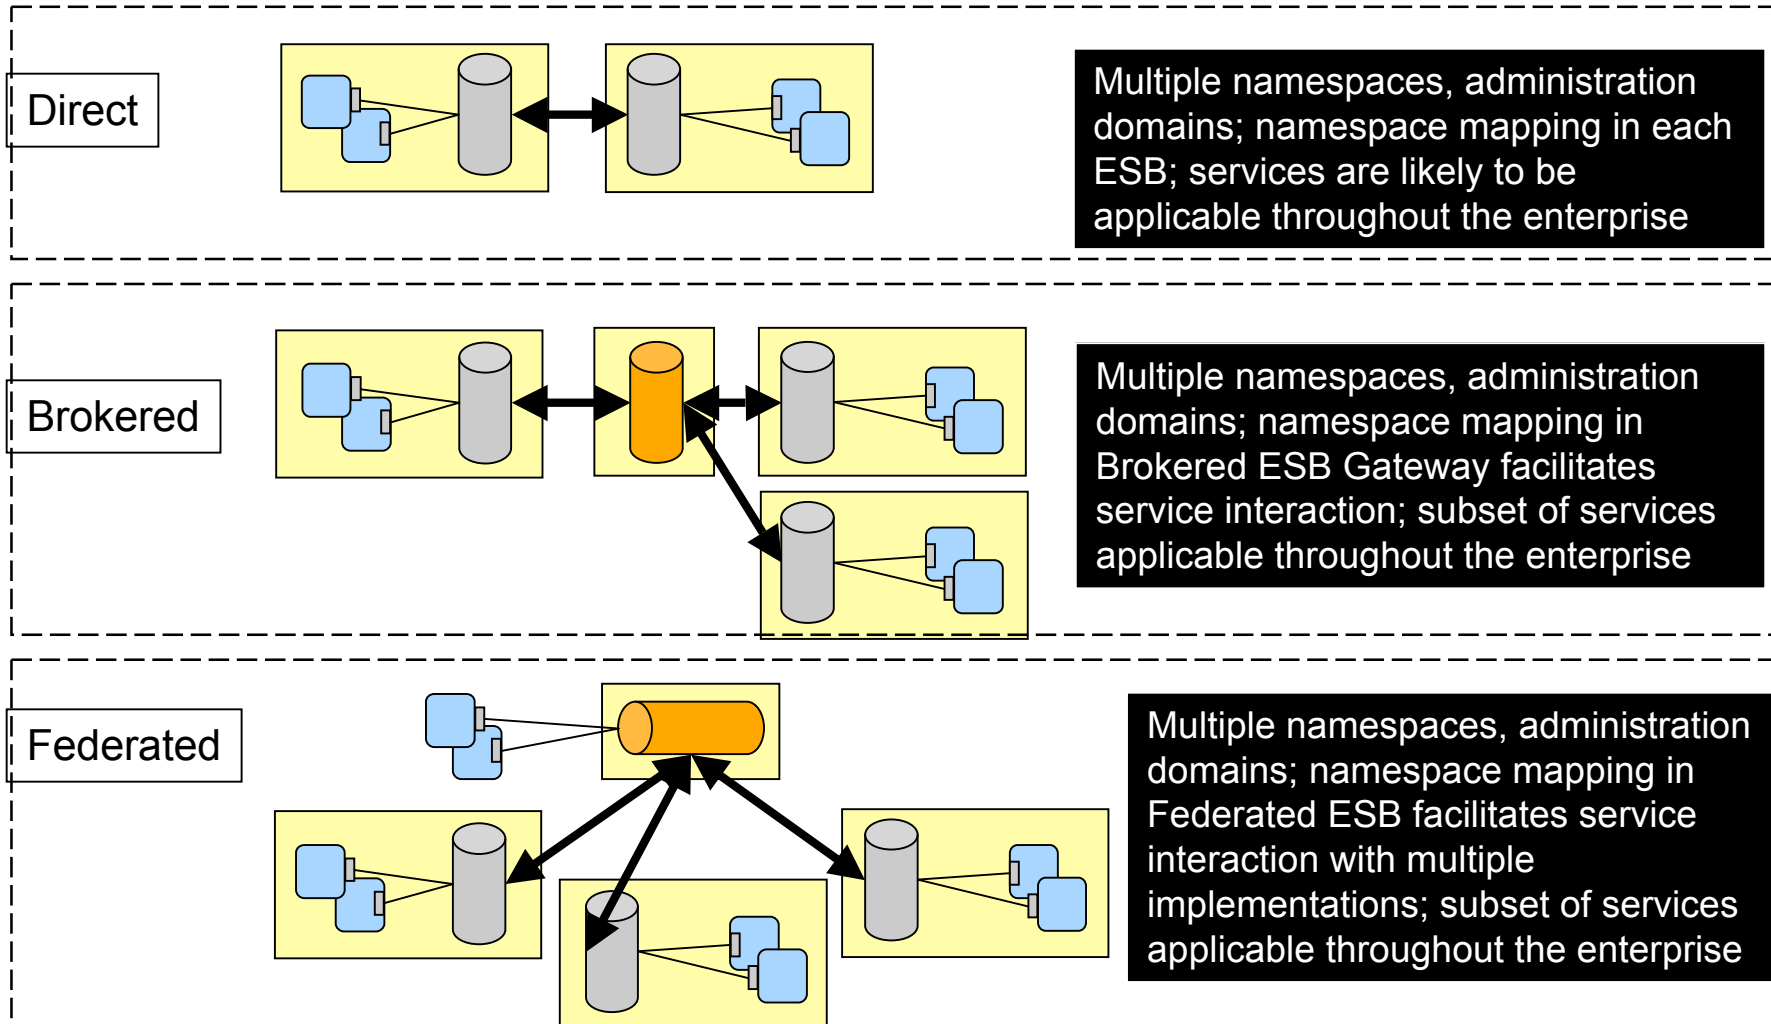 Direct
Multiple namespaces, administration
domains; namespace mapping in each
ESB; services are likely to be
applicable throughout the enterprise
Brokered
Multiple namespaces, administration
domains; namespace mapping in
Brokered ESB Gateway facilitates
service interaction; subset of services
applicable throughout the enterprise
Federated
Multiple namespaces, administration
domains; namespace mapping in
Federated ESB facilitates service
interaction with multiple
implementations; subset of services
applicable throughout the enterprise